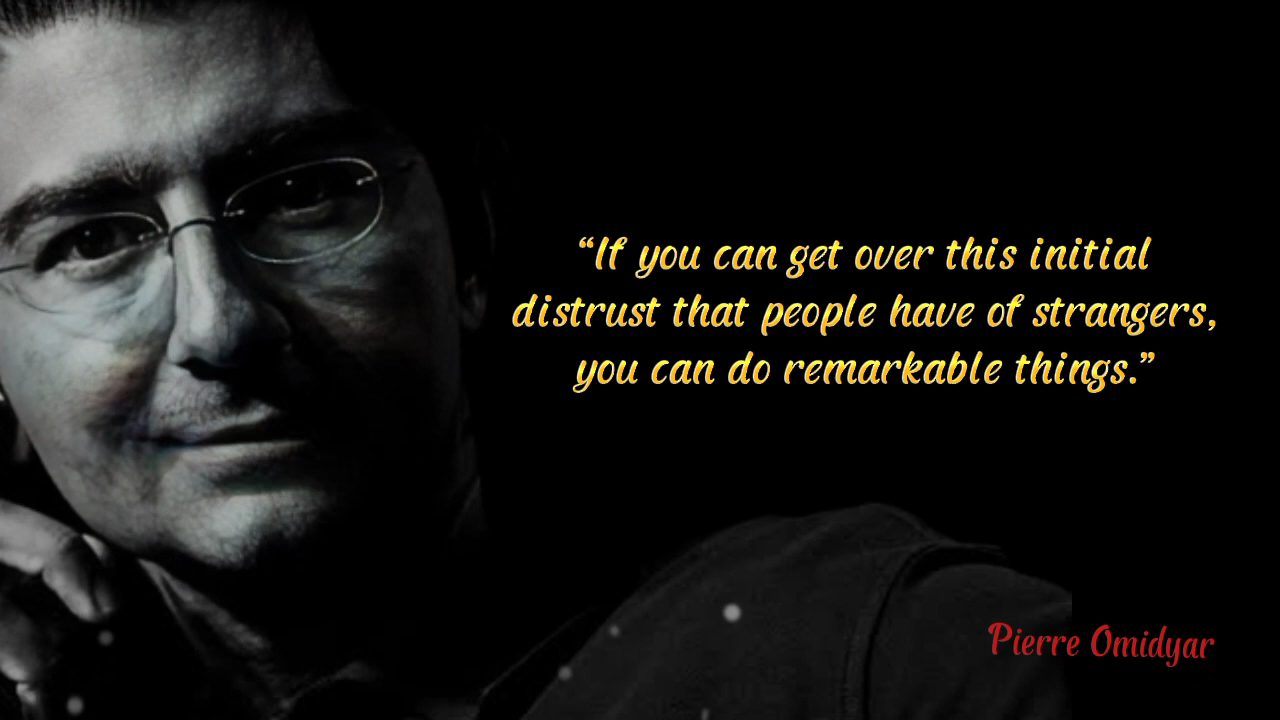 “If you can get over this initial
distrust that people have of strangers,
you can do remarkable things.”
Pierre Omidyar